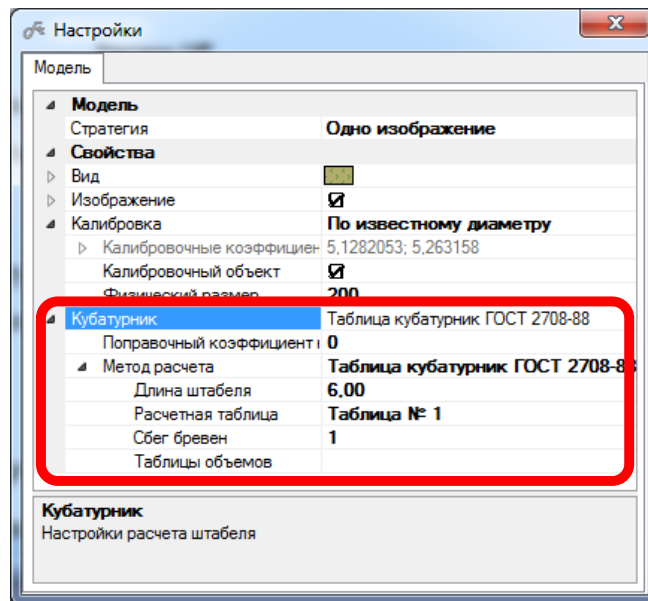 Настройки
Модель
Модель
Стратегия Одно изображение
Свойства
Вид
Изображение
Калибровка По известному диаметру
Калибровочные коэффициен 5,1282053; 5,263158
Калибровочный объект
Физический размер 200
Кубатурник Таблица кубатурник ГОСТ 2708-88
Поправочный коэффициент 0
Метод расчета Таблица кубатурник ГОСТ 2708-88
Длина штабеля 6,00
Расчетная таблица Таблица № 1
Сбег бревен 1
Таблицы объемов
Кубатурник
Настройки расчета штабеля